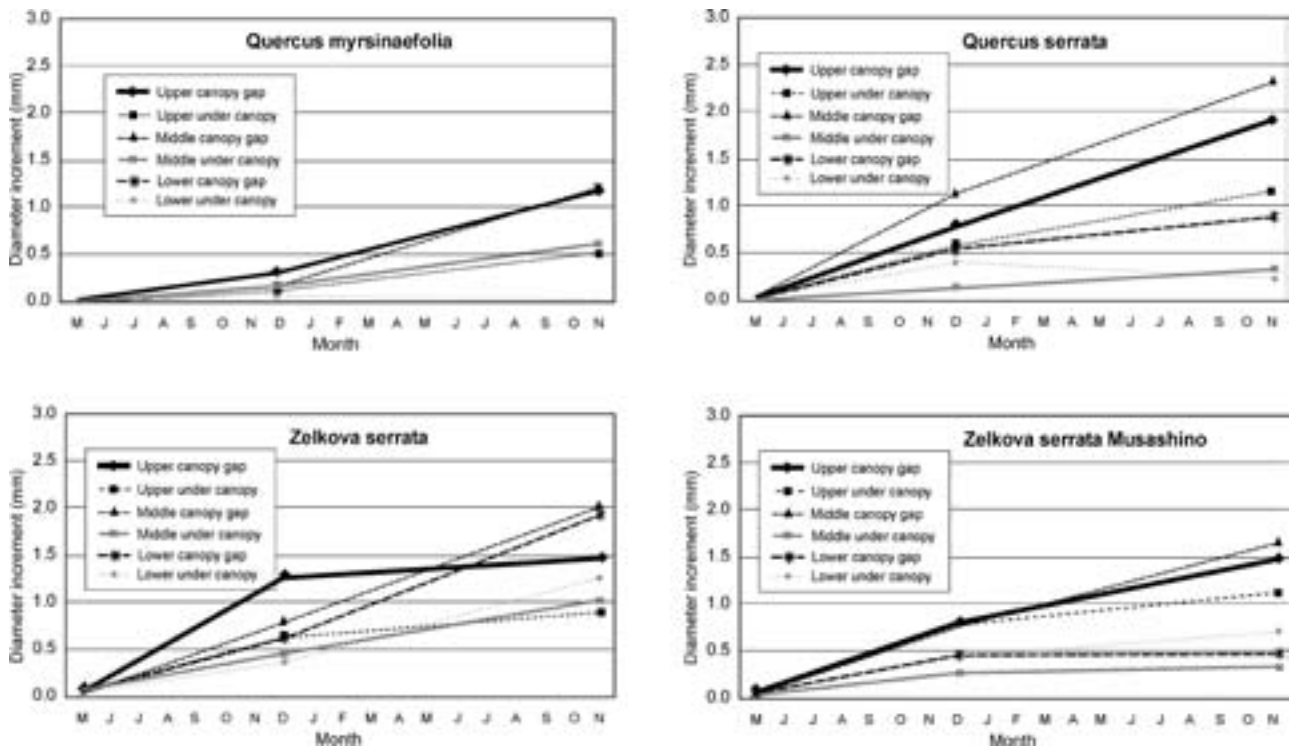 Quercus myrsinaefolia
Diameter increment (mm)
3.0
2.5
2.0
1.5
1.0
0.5
0.0
Upper canopy gap
Upper under canopy
Middle canopy gap
Middle under canopy
Lower canopy gap
Lower under canopy
M J J A S O N D J F M A M J J A S O N
Month
Quercus serrata
Diameter increment (mm)
3.0
2.5
2.0
1.5
1.0
0.5
0.0
Upper canopy gap
Upper under canopy
Middle canopy gap
Middle under canopy
Lower canopy gap
Lower under canopy
M J J A S O N D J F M A M J J A S O N
Month
Zelkova serrata
Diameter increment (mm)
3.0
2.5
2.0
1.5
1.0
0.5
0.0
Upper canopy gap
Upper under canopy
Middle canopy gap
Middle under canopy
Lower canopy gap
Lower under canopy
M J J A S O N D J F M A M J J A S O N
Month
Zelkova serrata Musashino
Diameter increment (mm)
3.0
2.5
2.0
1.5
1.0
0.5
0.0
Upper canopy gap
Upper under canopy
Middle canopy gap
Middle under canopy
Lower canopy gap
Lower under canopy
M J J A S O N D J F M A M J J A S O N
Month